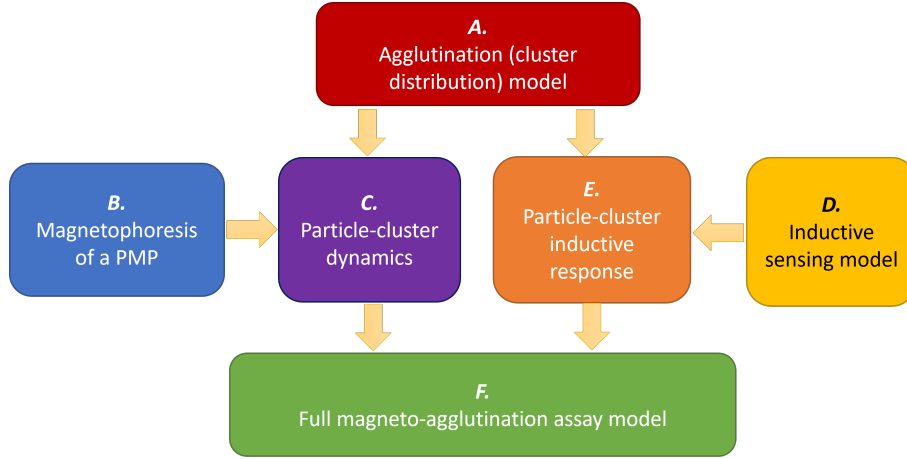 A.
Agglutination (cluster
distribution) model
B.
Magnetophoresis
of a PMP
C.
Particle-cluster
dynamics
E.
Particle-cluster
inductive
response
D.
Inductive
sensing model
F.
Full magneto-agglutination assay model